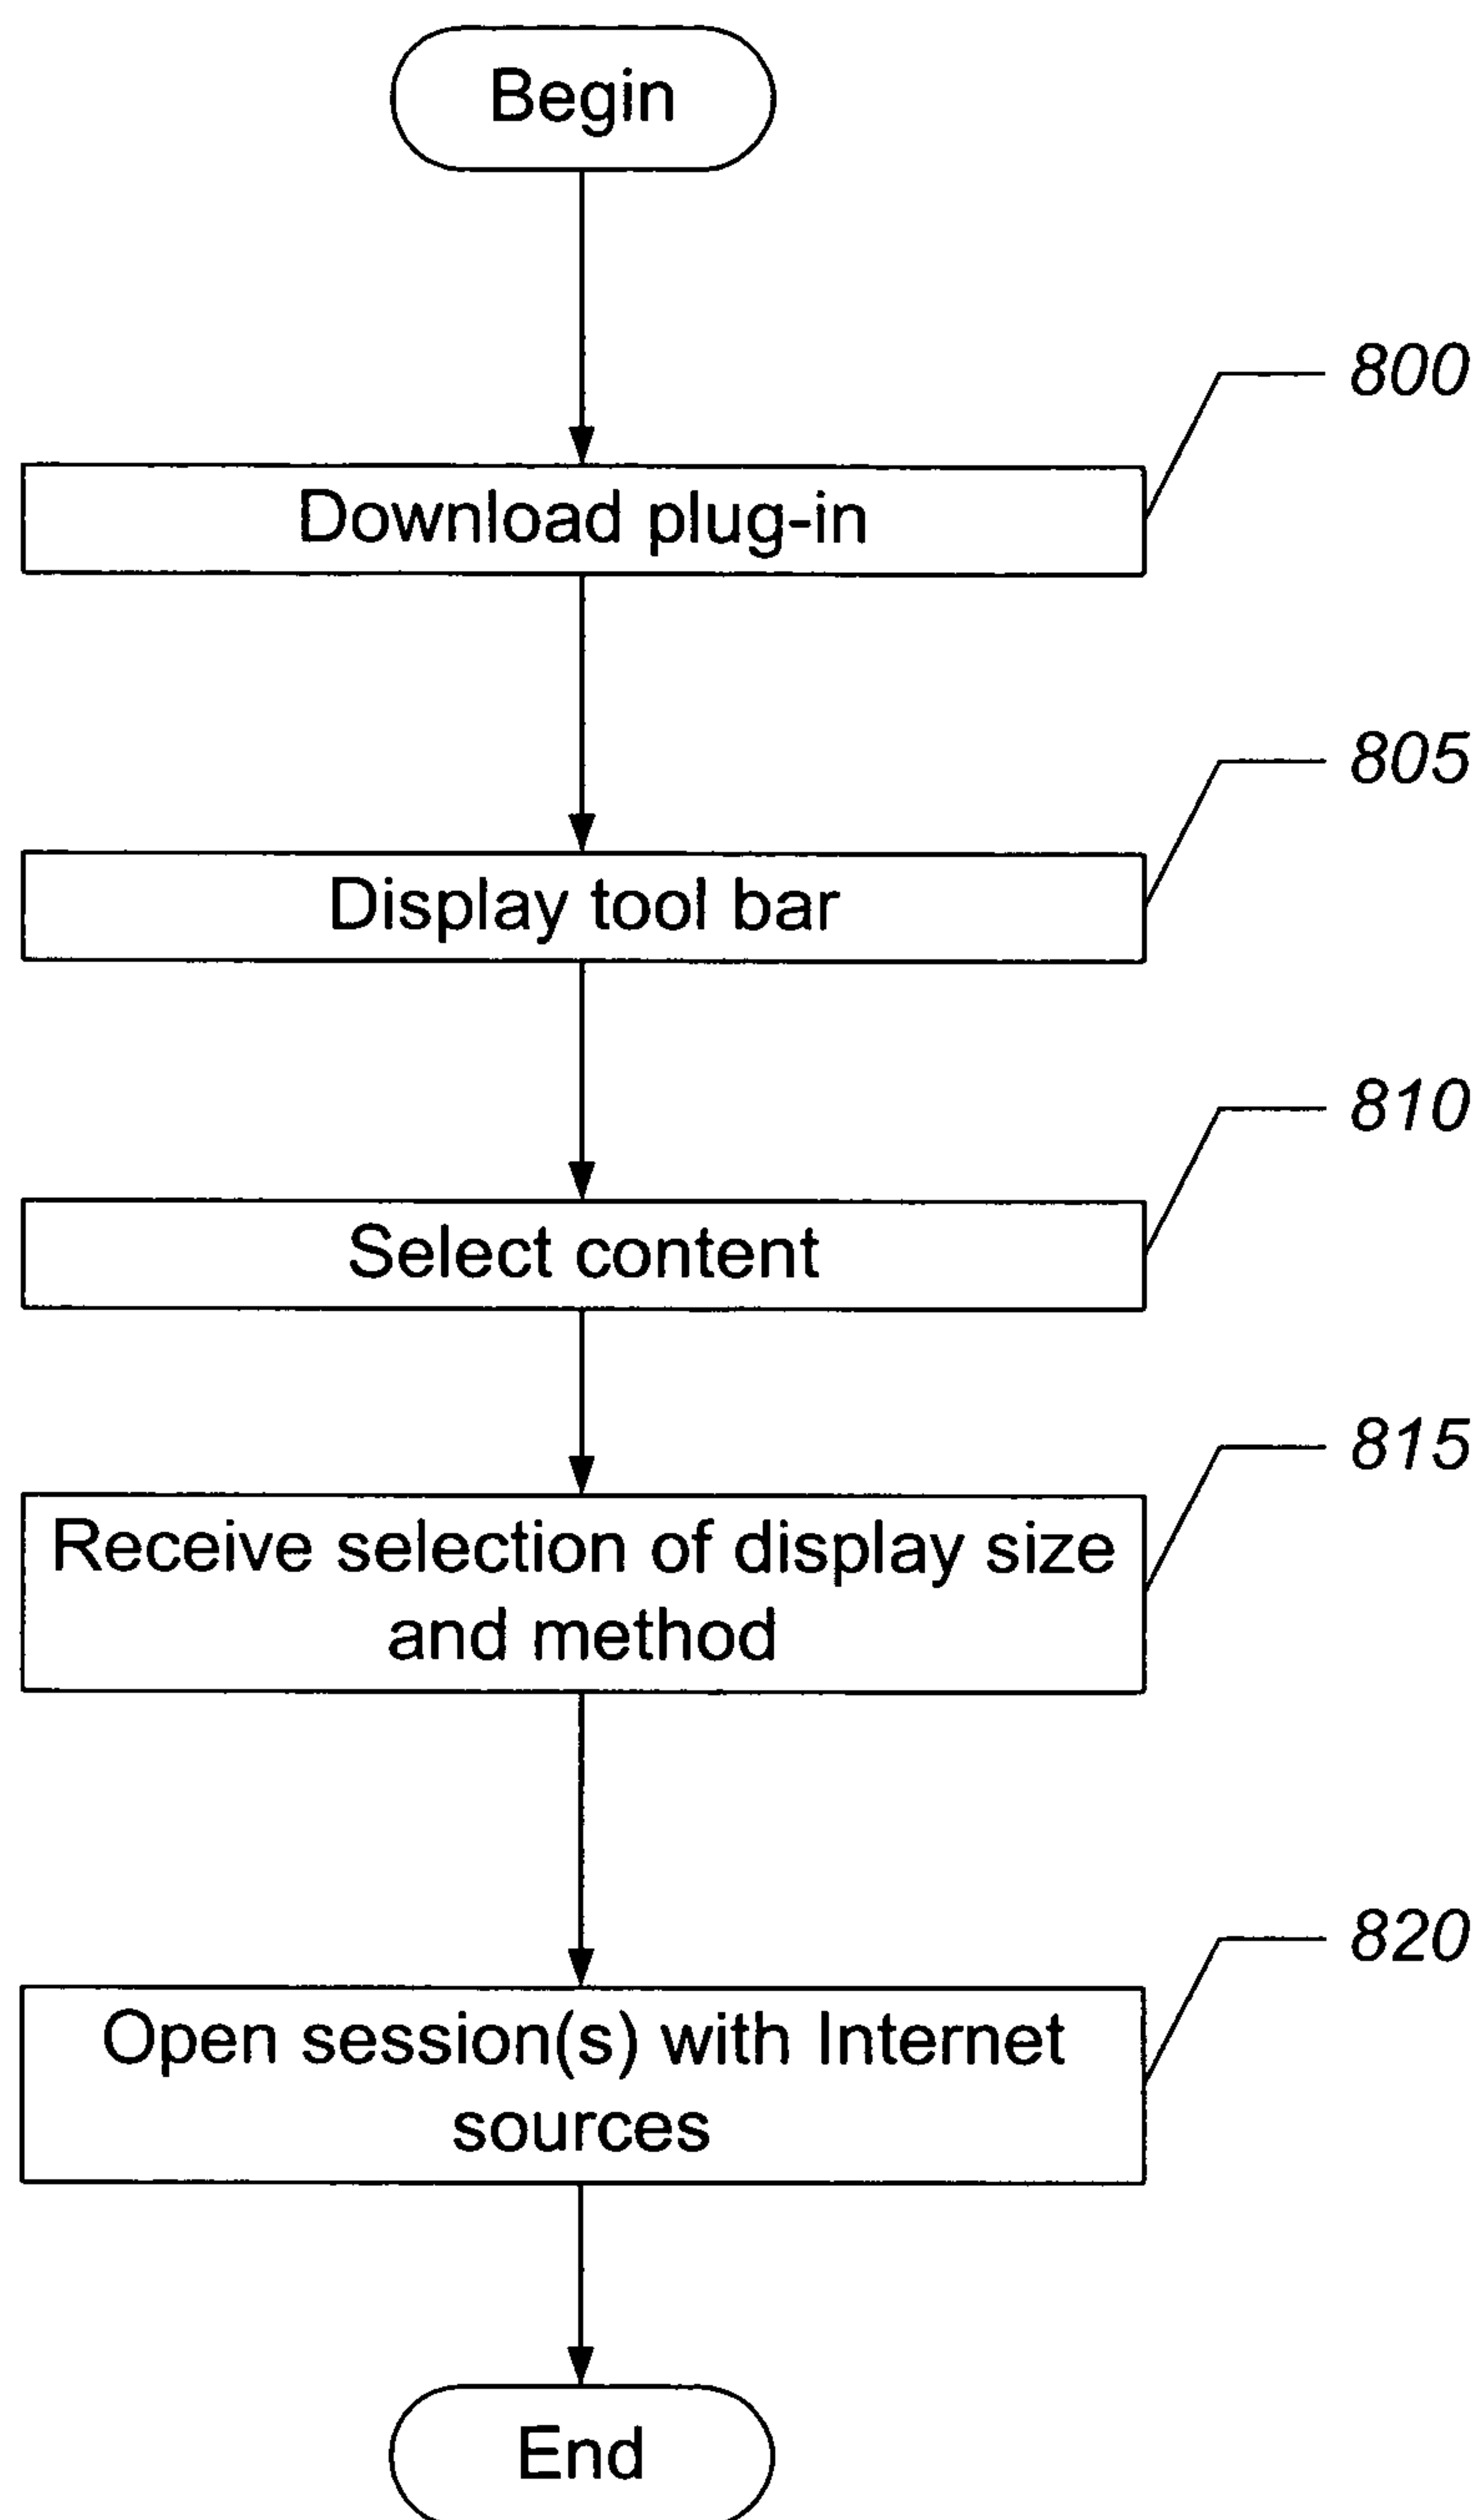 Begin
800
Download plug-in
805
Display tool bar
810
Select content
815
Receive selection of display size
and method
820
Open session(s) with Internet
sources
End